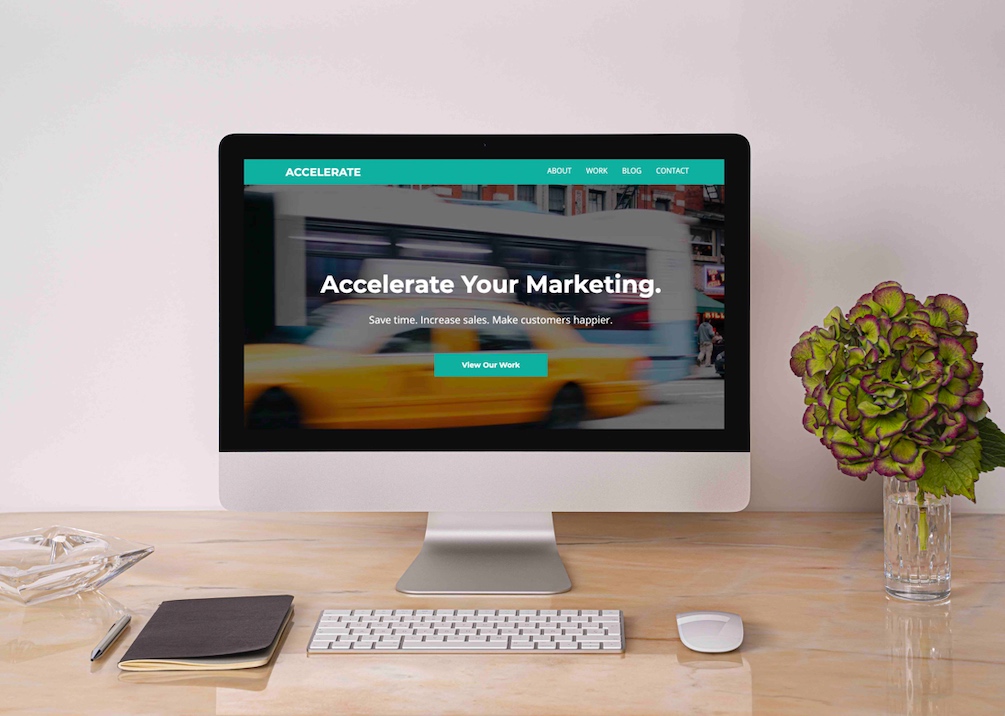 ACCELERATE
ABOUT WORK BLOG CONTACT
Accelerate Your Marketing.
Save time. Increase sales. Make customers happier.
View Our Work